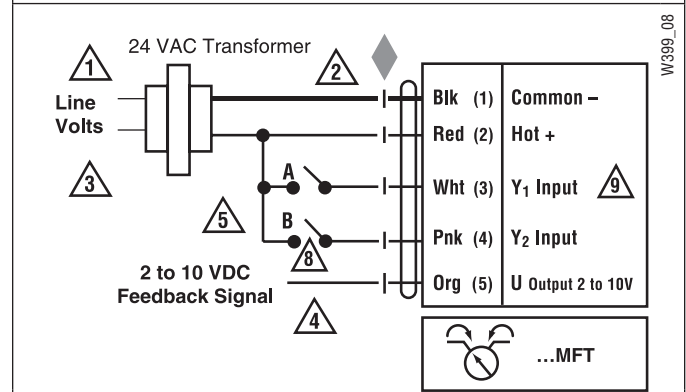 W399_08
24 VAC Transformer
1
2
Line
Volts
3
Blk (1) Common –
Red (2) Hot +
A
Wht (3) Y₁ Input
9
5
B
Pnk (4) Y₂ Input
8
2 to 10 VDC
Feedback Signal
Org (5) U Output 2 to 10V
4
...MFT